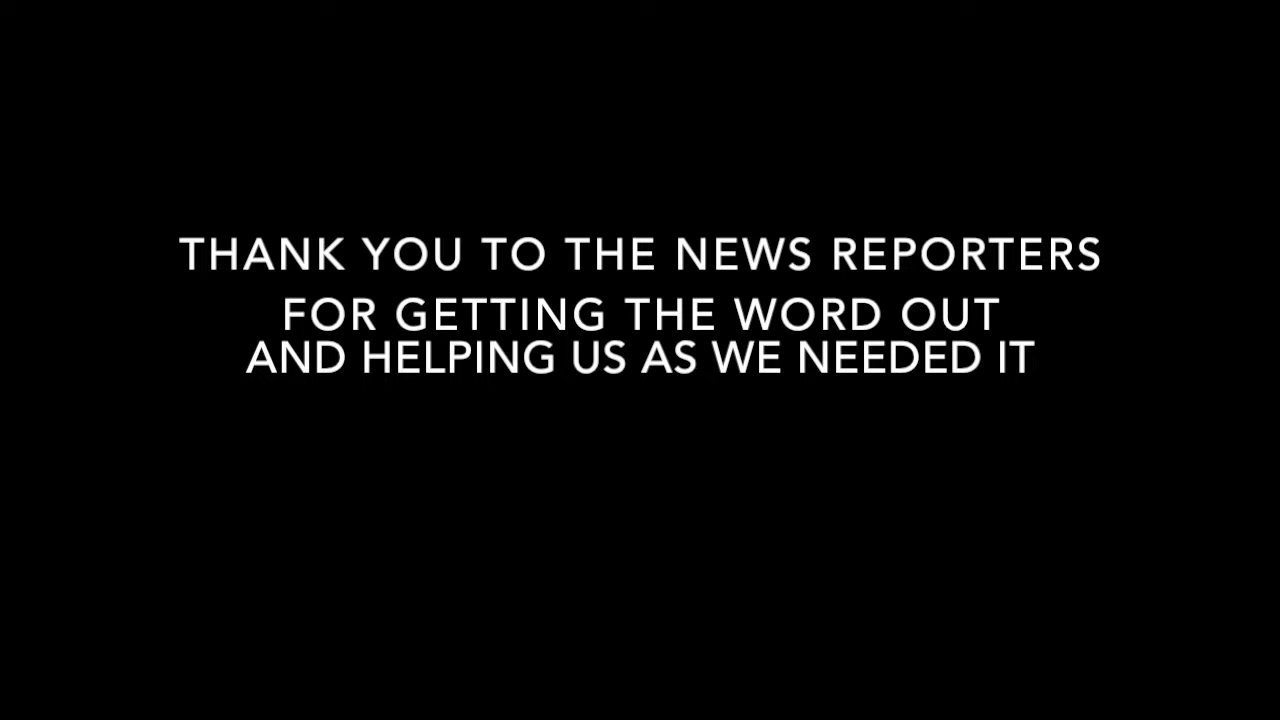 THANK YOU TO THE NEWS REPORTERS
FOR GETTING THE WORD OUT
AND HELPING US AS WE NEEDED IT